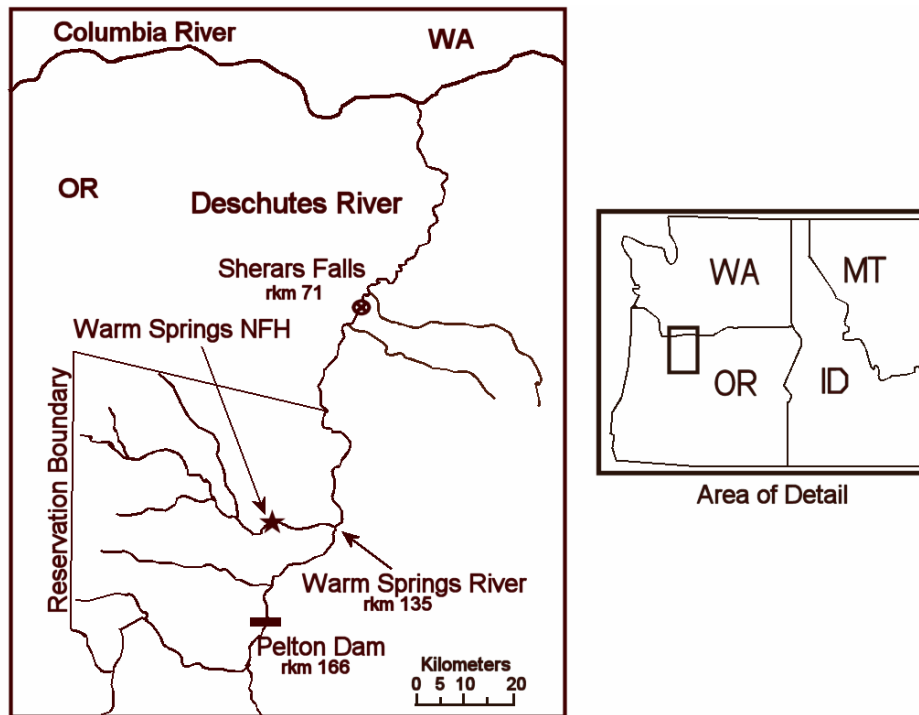 Columbia River
WA
OR
Deschutes River
Sherars Falls
rkm 71
Warm Springs NFH
Reservation Boundary
Warm Springs River
rkm 135
Pelton Dam
rkm 166
Kilometers
0 5 10 20
WA
MT
OR
ID
Area of Detail